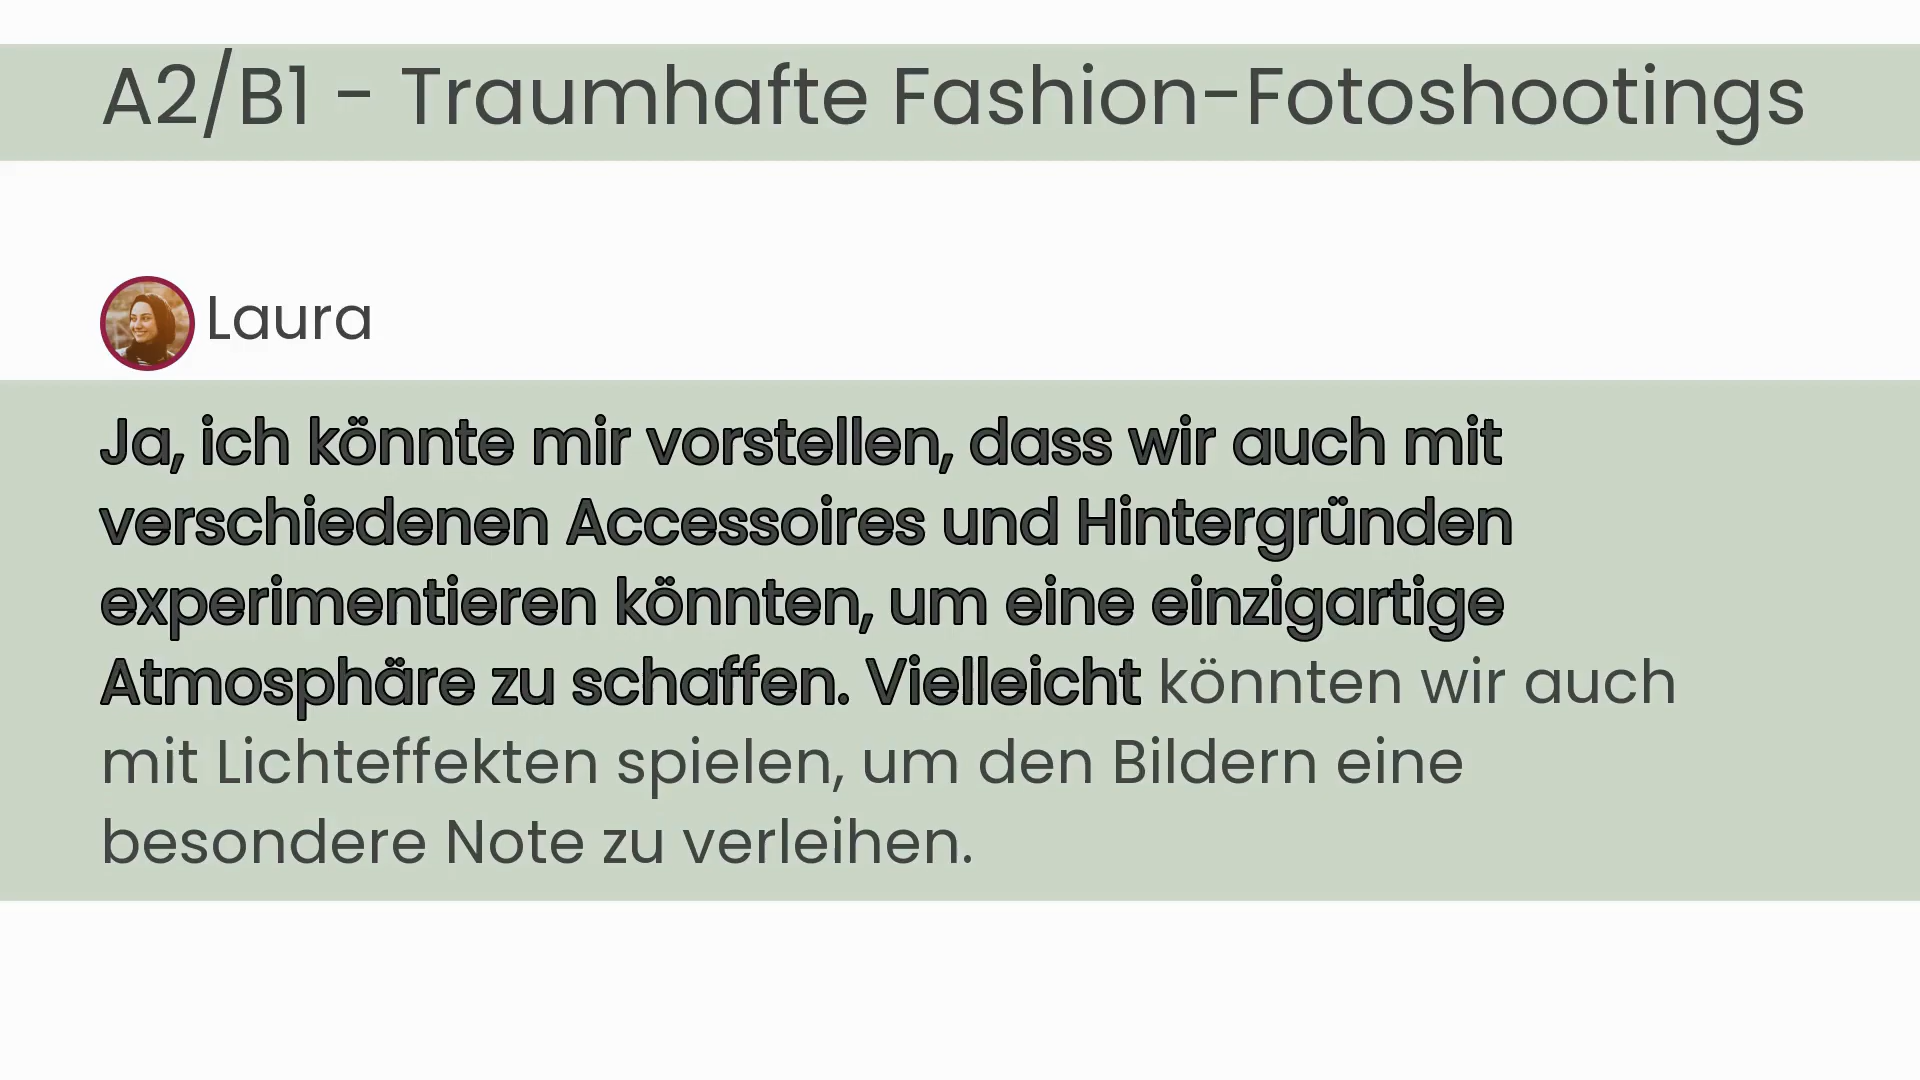 A2/B1 - Traumhafte Fashion-Fotoshootings
Laura
Ja, ich könnte mir vorstellen, dass wir auch mit
verschiedenen Accessoires und Hintergründen
experimentieren könnten, um eine einzigartige
Atmosphäre zu schaffen. Vielleicht könnten wir auch
mit Lichteffekten spielen, um den Bildern eine
besondere Note zu verleihen.